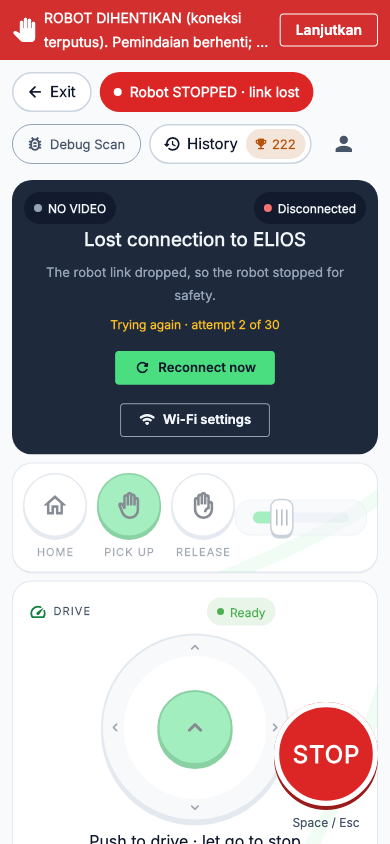 ROBOT DIHENTIKAN (koneksi
terputus). Pemindaian berhenti; ...
Lanjutkan
Exit
Robot STOPPED · link lost
Debug Scan
History
222
NO VIDEO
Disconnected
Lost connection to ELIOS
The robot link dropped, so the robot stopped for
safety.
Trying again · attempt 2 of 30
Reconnect now
Wi-Fi settings
HOME
PICK UP
RELEASE
DRIVE
Ready
STOP
Space / Esc
Push to drive · let go to stop